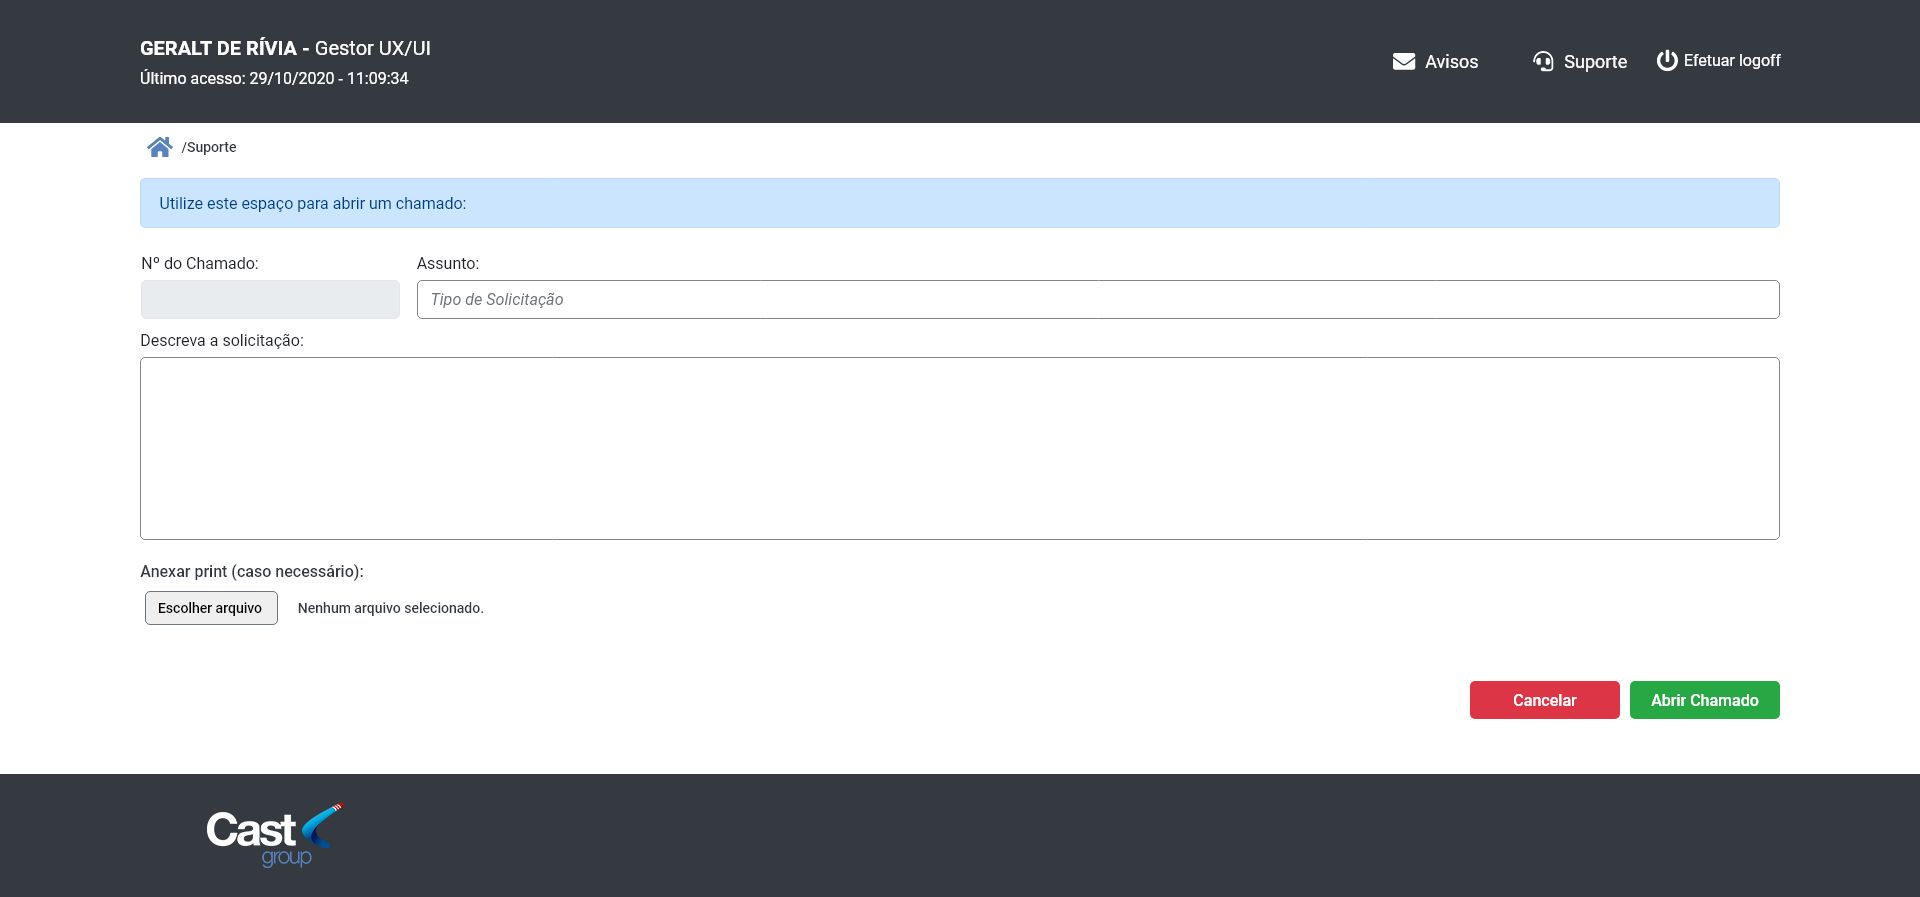 GERALT DE RÍVIA - Gestor UX/UI
Último acesso: 29/10/2020 - 11:09:34
Avisos
Suporte
Efetuar logoff
/Suporte
Utilize este espaço para abrir um chamado:
Nº do Chamado:
Assunto:
Tipo de Solicitação
Descreva a solicitação:
Anexar print (caso necessário):
Escolher arquivo
Nenhum arquivo selecionado.
Cancelar
Abrir Chamado
Cast
group